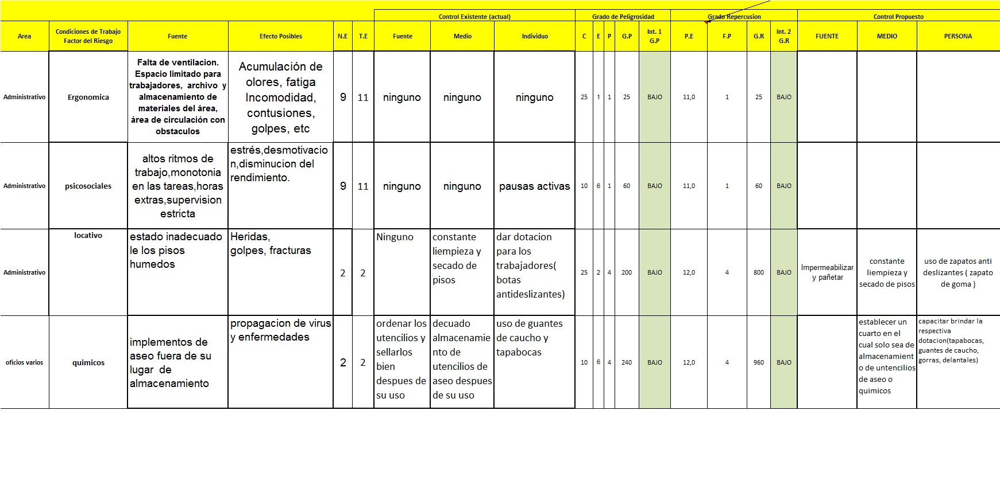 Control Existente (actual)
Grado de Peligrosidad
Grado Repercusion
Control Propuesto
Area
Condiciones de Trabajo
Factor del Riesgo
Fuente
Efecto Posibles
N.E
T.E
Fuente
Medio
Individuo
C
E
P
G.P
Int. 1
G.P
P.E
F.P
G.R
Int. 2
G.R
FUENTE
MEDIO
PERSONA
Administrativo
Ergonomica
Falta de ventilacion.
Espacio limitado para
trabajadores, archivo y
almacenamiento de
materiales del área,
área de circulación con
obstaculos
Acumulación de
olores, fatiga
Incomodidad,
contusiones,
golpes, etc
9
11
ninguno
ninguno
ninguno
25
1
1
25
BAJO
11,0
1
25
BAJO
Administrativo
psicosociales
altos ritmos de
trabajo,monotonia
en las tareas,horas
extras,supervision
estricta
estrés,desmotivacio
n,disminucion del
rendimiento.
9
11
ninguno
ninguno
pausas activas
10
6
1
60
BAJO
11,0
1
60
BAJO
Administrativo
locativo
estado inadecuado
le los pisos
humedos
Heridas,
golpes, fracturas
2
2
Ninguno
constante
liempieza y
secado de
pisos
dar dotacion
para los
trabajadores(
botas
antideslizantes)
25
2
4
200
BAJO
12,0
4
800
BAJO
Impermeabilizar
y pañetar
constante
liempieza y
secado de pisos
uso de zapatos anti
deslizantes ( zapato
de goma )
oficios varios
quimicos
implementos de
aseo fuera de su
lugar de
almacenamiento
propagacion de virus
y enfermedades
2
2
ordenar los
utencilios y
sellarlos
bien
despues de
su uso
decuado
almacenamie
nto de
utencilios de
aseo despues
de su uso
uso de guantes
de caucho y
tapabocas
10
6
4
240
BAJO
12,0
4
960
BAJO
establecer un
cuarto en el
cual solo sea de
almacenamient
o de untencilios
de aseo o
quimicos
capacitar brindar la
respectiva
dotacion(tapabocas,
guantes de caucho,
gorras, delantales)